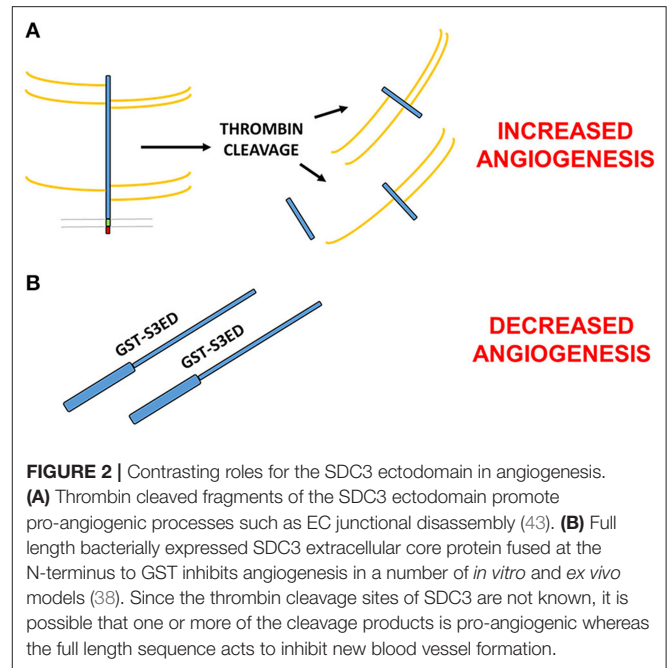 A
THROMBIN
CLEAVAGE
INCREASED
ANGIOGENESIS
B
GST-S3ED
GST-S3ED
DECREASED
ANGIOGENESIS
FIGURE 2 | Contrasting roles for the SDC3 ectodomain in angiogenesis.
(A) Thrombin cleaved fragments of the SDC3 ectodomain promote
pro-angiogenic processes such as EC junctional disassembly (43). (B) Full
length bacterially expressed SDC3 extracellular core protein fused at the
N-terminus to GST inhibits angiogenesis in a number of in vitro and ex vivo
models (38). Since the thrombin cleavage sites of SDC3 are not known, it is
possible that one or more of the cleavage products is pro-angiogenic whereas
the full length sequence acts to inhibit new blood vessel formation.